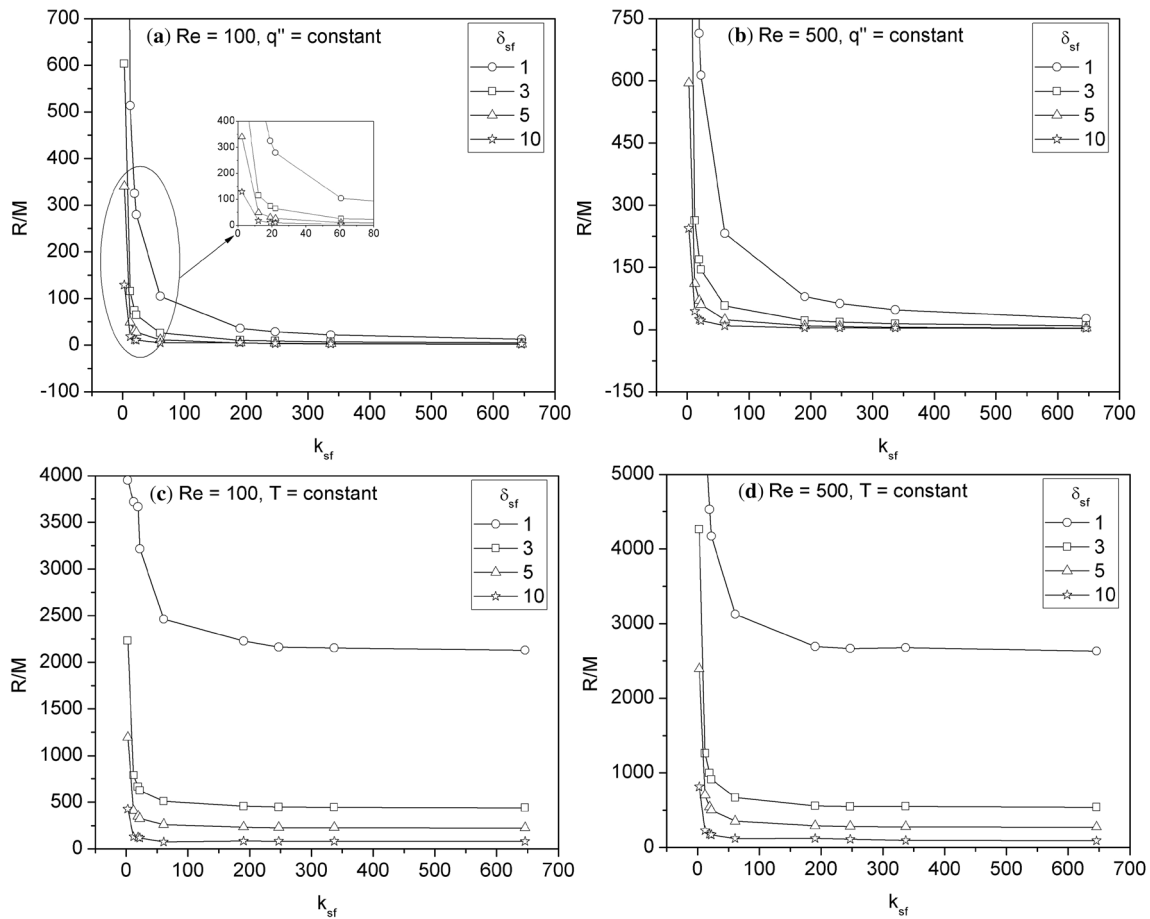 (a) Re = 100, q'' = constant
δsf
1
3
5
10
700
600
500
400
300
200
100
0
-100
R/M
400
300
200
100
0
0 20 40 60 80
0 100 200 300 400 500 600 700
ksf
(b) Re = 500, q'' = constant
δsf
1
3
5
10
750
600
450
300
150
0
-150
R/M
0 100 200 300 400 500 600 700
ksf
(c) Re = 100, T = constant
δsf
1
3
5
10
4000
3500
3000
2500
2000
1500
1000
500
0
R/M
0 100 200 300 400 500 600 700
ksf
(d) Re = 500, T = constant
δsf
1
3
5
10
5000
4000
3000
2000
1000
0
R/M
0 100 200 300 400 500 600 700
ksf